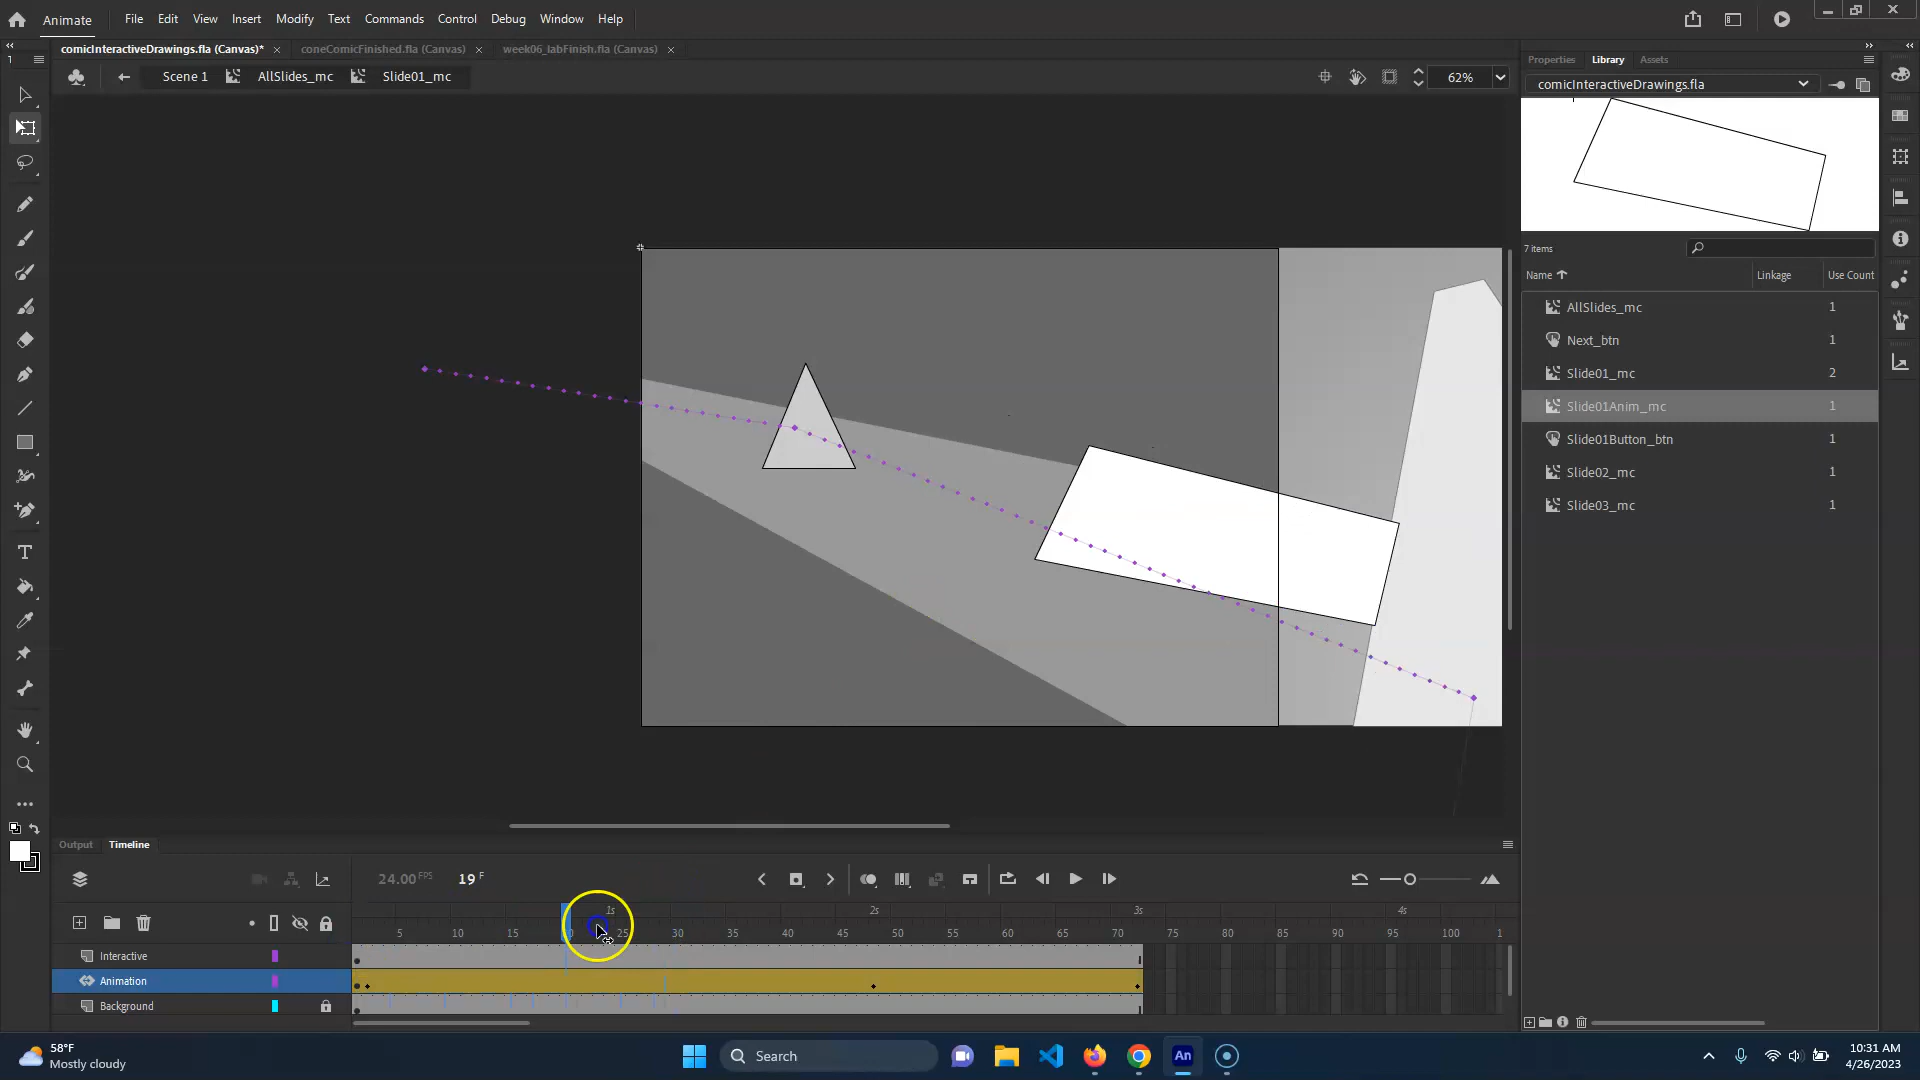 Animate File Edit View Insert Modify Text Commands Control Debug Window Help
comicInteractiveDrawings.fla (Canvas)* coneComicFinished.fla (Canvas) week06_labFinish.fla (Canvas)
1
Scene 1 AllSlides_mc Slide01_mc 62%
Properties Library Assets
comicInteractiveDrawings.fla
7 items
Name Linkage Use Count
AllSlides_mc 1
Next_btn 1
Slide01_mc 2
Slide01Anim_mc 1
Slide01Button_btn 1
Slide02_mc 1
Slide03_mc 1
Output Timeline
24.00 FPS 19 F
1s 2s 3s 4s
5 10 15 25 30 35 40 45 50 55 60 65 70 75 80 85 90 95 100 1
Interactive
Animation
Background
58°F
Mostly cloudy
Search
An
10:31 AM
4/26/2023